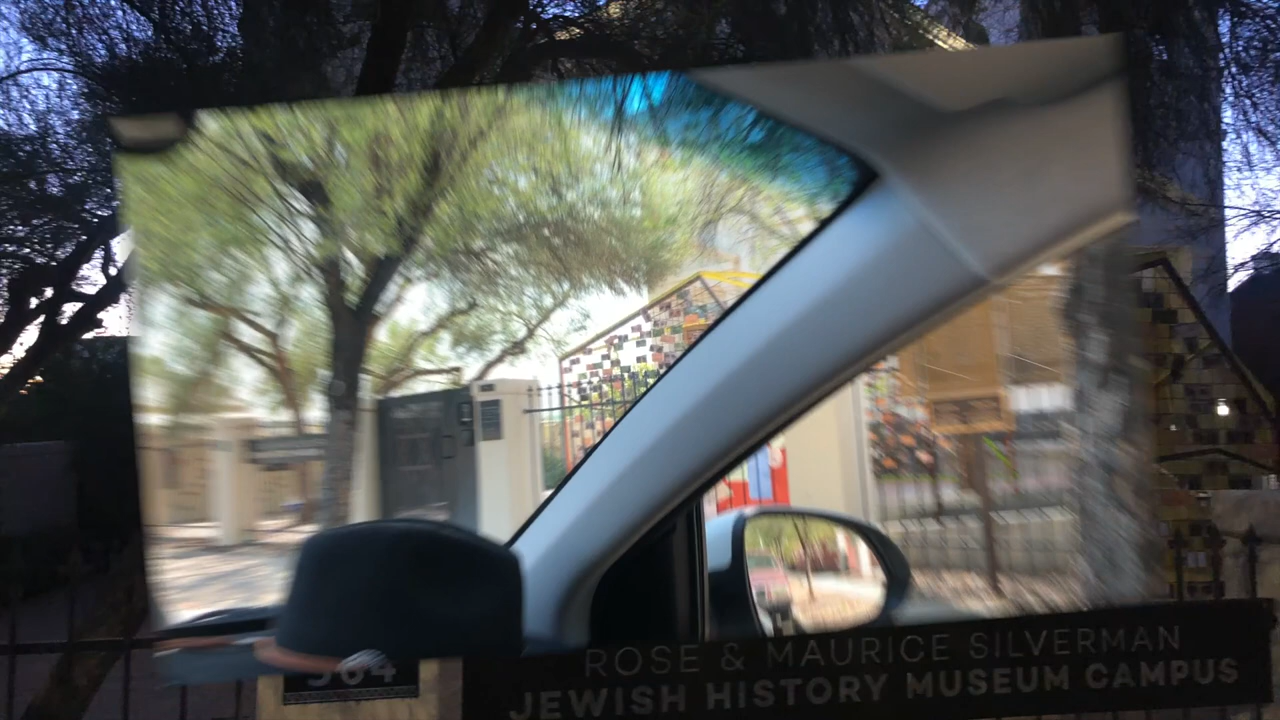 564
ROSE & MAURICE SILVERMAN
JEWISH HISTORY MUSEUM CAMPUS